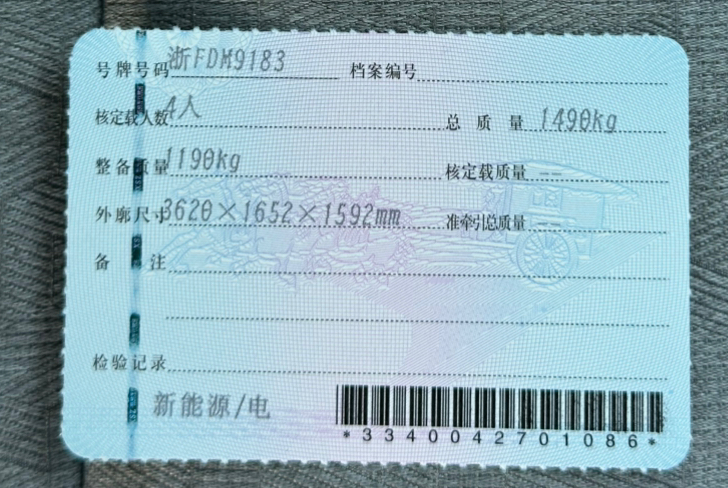 号牌号码 浙FDM9183 档案编号
核定载人数 4人 总质量 1490kg
整备质量 1190kg 核定载质量 --
外廓尺寸 3620×1652×1592mm 准牵引总质量 --
备注
检验记录
新能源/电
*3340042701086*